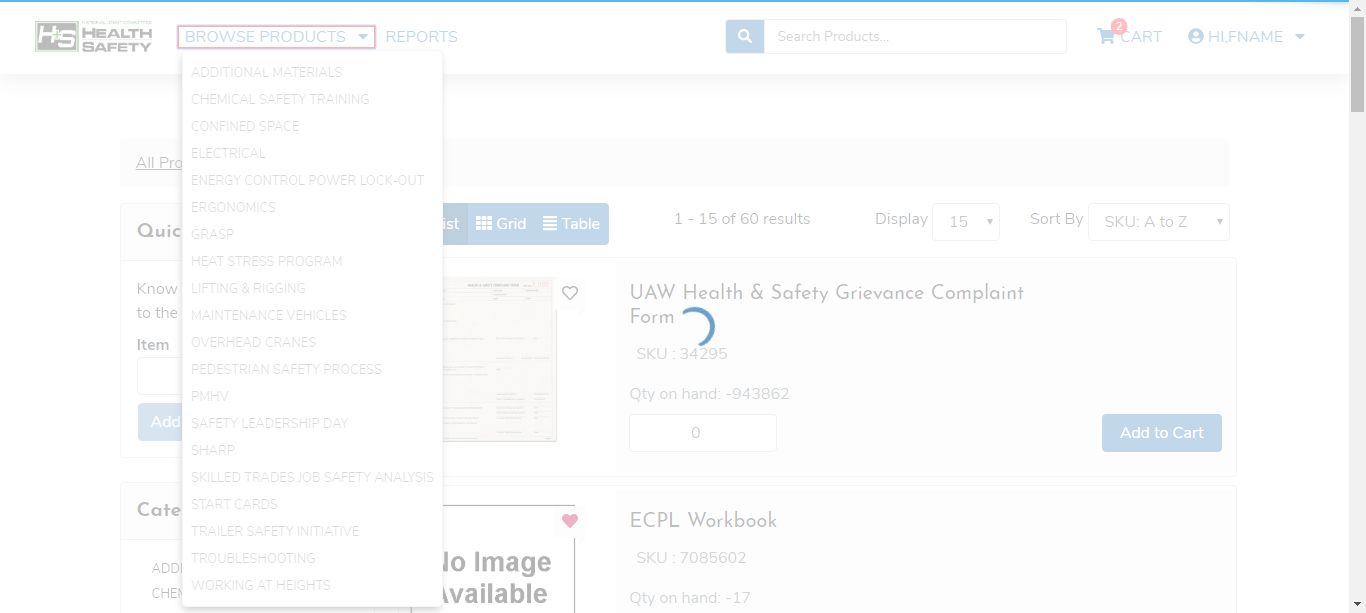 NATIONAL JOINT COMMITTEE
H+S HEALTH SAFETY
BROWSE PRODUCTS
REPORTS
Search Products...
2
CART
HI,FNAME
ADDITIONAL MATERIALS
CHEMICAL SAFETY TRAINING
CONFINED SPACE
ELECTRICAL
ENERGY CONTROL POWER LOCK-OUT
ERGONOMICS
GRASP
HEAT STRESS PROGRAM
LIFTING & RIGGING
MAINTENANCE VEHICLES
OVERHEAD CRANES
PEDESTRIAN SAFETY PROCESS
PMHV
SAFETY LEADERSHIP DAY
SHARP
SKILLED TRADES JOB SAFETY ANALYSIS
START CARDS
TRAILER SAFETY INITIATIVE
TROUBLESHOOTING
WORKING AT HEIGHTS
All Pro
Quic
Know
to the
Item
Add
Cate
ADDI
CHEM
ist
Grid
Table
1 - 15 of 60 results
Display
15
Sort By
SKU: A to Z
UAW Health & Safety Grievance Complaint
Form
SKU : 34295
Qty on hand: -943862
0
Add to Cart
No Image
Available
ECPL Workbook
SKU : 7085602
Qty on hand: -17